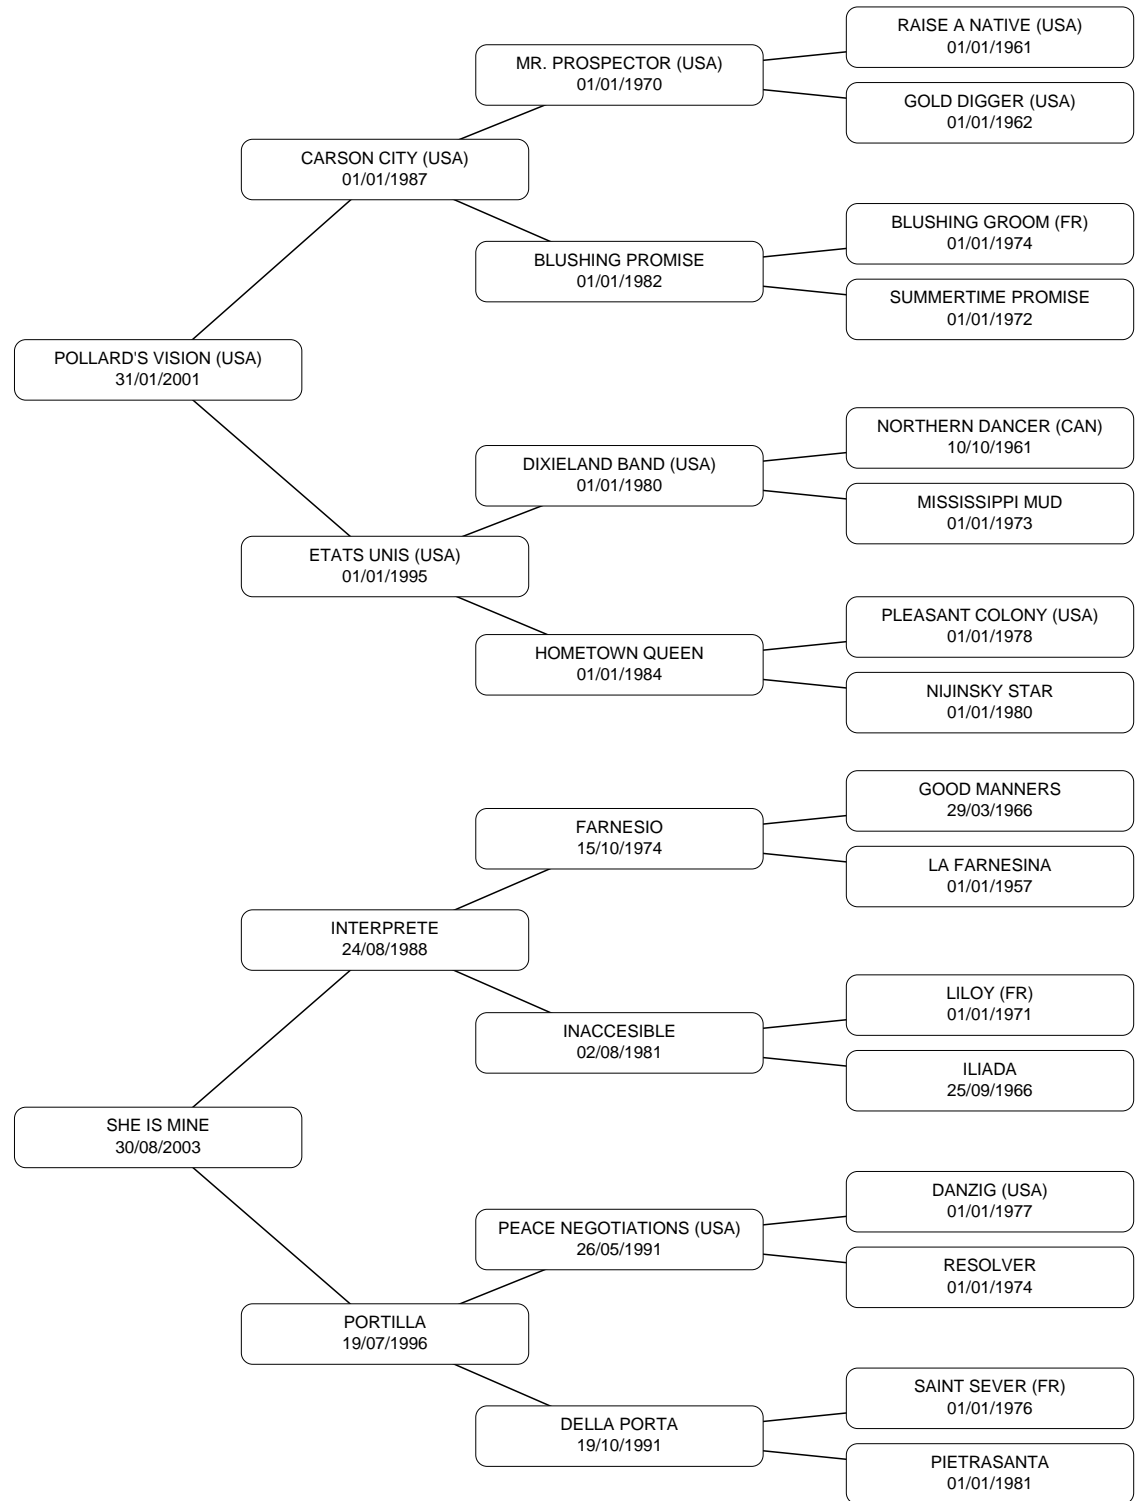 RAISE A NATIVE (USA)
01/01/1961
MR. PROSPECTOR (USA)
01/01/1970
GOLD DIGGER (USA)
01/01/1962
CARSON CITY (USA)
01/01/1987
BLUSHING GROOM (FR)
01/01/1974
BLUSHING PROMISE
01/01/1982
SUMMERTIME PROMISE
01/01/1972
POLLARD'S VISION (USA)
31/01/2001
NORTHERN DANCER (CAN)
10/10/1961
DIXIELAND BAND (USA)
01/01/1980
MISSISSIPPI MUD
01/01/1973
ETATS UNIS (USA)
01/01/1995
PLEASANT COLONY (USA)
01/01/1978
HOMETOWN QUEEN
01/01/1984
NIJINSKY STAR
01/01/1980
GOOD MANNERS
29/03/1966
FARNESIO
15/10/1974
LA FARNESINA
01/01/1957
INTERPRETE
24/08/1988
LILOY (FR)
01/01/1971
INACCESIBLE
02/08/1981
ILIADA
25/09/1966
SHE IS MINE
30/08/2003
DANZIG (USA)
01/01/1977
PEACE NEGOTIATIONS (USA)
26/05/1991
RESOLVER
01/01/1974
PORTILLA
19/07/1996
SAINT SEVER (FR)
01/01/1976
DELLA PORTA
19/10/1991
PIETRASANTA
01/01/1981